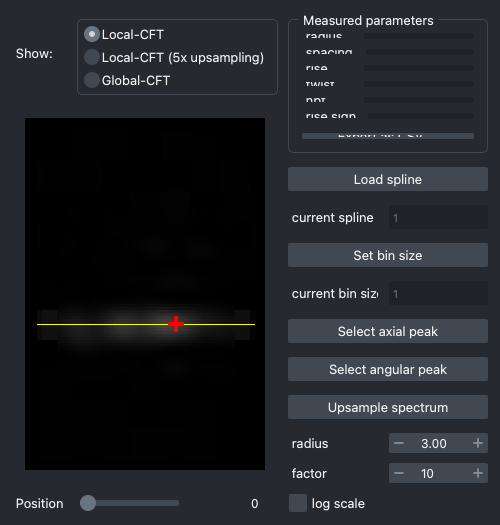 Show:
Local-CFT
Local-CFT (5x upsampling)
Global-CFT
Measured parameters
radius
spacing
rise
twist
npf
rise sign
Load spline
current spline
1
Set bin size
current bin size
1
Select axial peak
Select angular peak
Upsample spectrum
radius
3.00
factor
10
Position
0
log scale